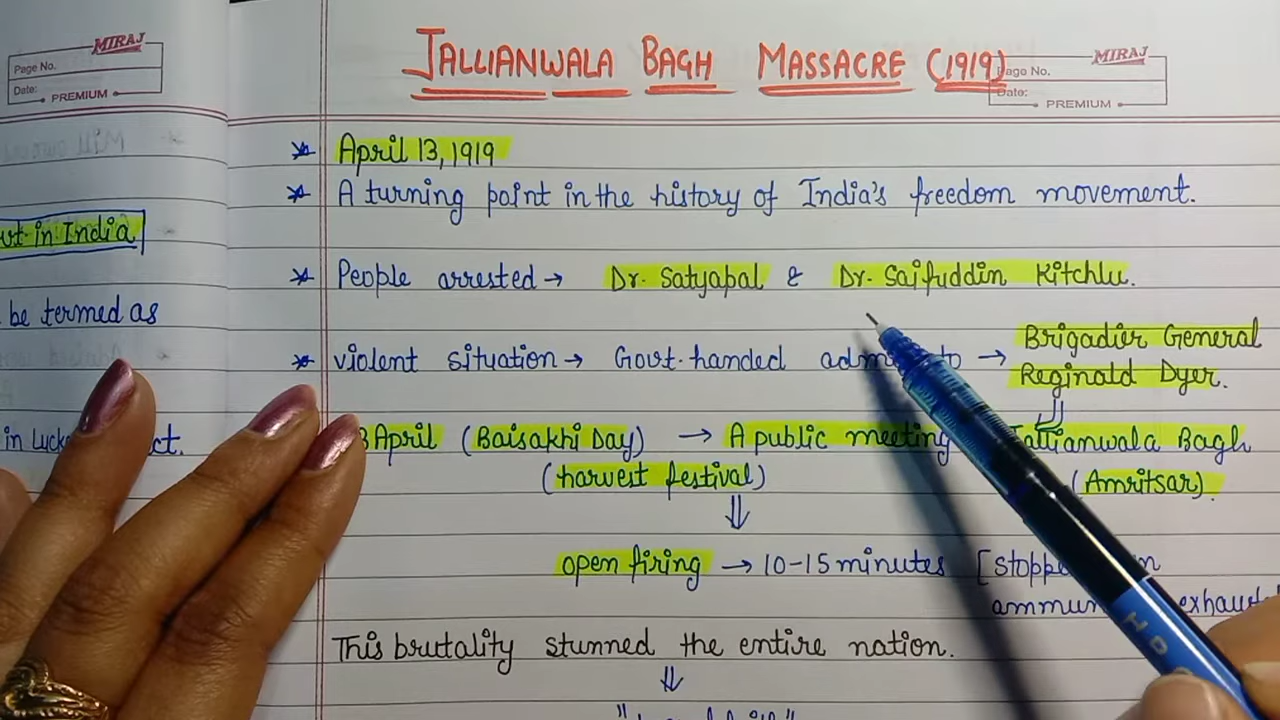 MIRAJ
Page No.
Date:
PREMIUM
JALLIANWALA BAGH MASSACRE (1919)
MIRAJ
Page No.
Date:
PREMIUM
April 13, 1919
A turning point in the history of India's freedom movement.
in India
People arrested → Dr. Satyapal & Dr. Saifuddin Kitchlu.
be termed as
violent situation → Govt. handed to → Brigadier General
Reginald Dyer.
in
April (Baisakhi Day) → A public meeting Jallianwala Bagh
(harvest festival) (Amritsar).
open firing → 10-15 minutes [
This brutality stunned the entire nation.